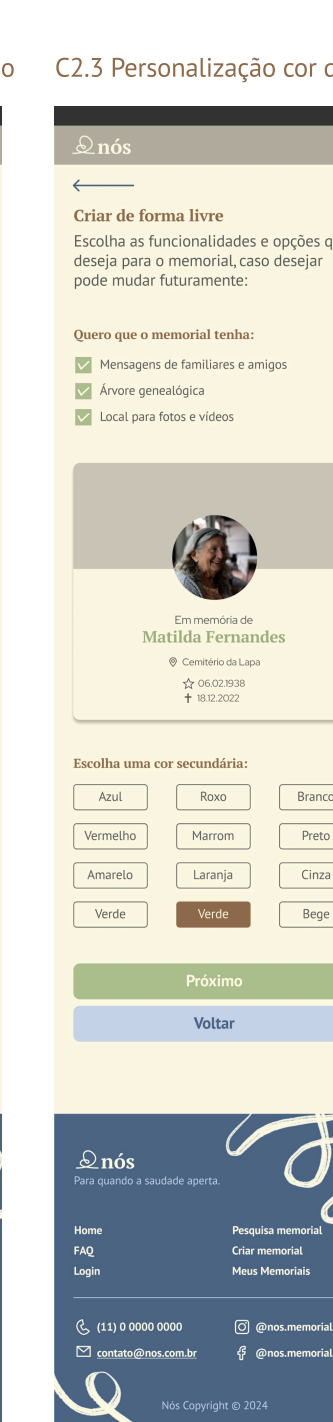 o
C2.3 Personalização cor d
nós
Criar de forma livre
Escolha as funcionalidades e opções q
deseja para o memorial, caso desejar
pode mudar futuramente:
Quero que o memorial tenha:
Mensagens de familiares e amigos
Árvore genealógica
Local para fotos e vídeos
Em memória de
Matilda Fernandes
Cemitério da Lapa
06.02.1938
18.12.2022
Escolha uma cor secundária:
Azul Roxo Branco
Vermelho Marrom Preto
Amarelo Laranja Cinza
Verde Verde Bege
Próximo
Voltar
nós
Para quando a saudade aperta.
Home Pesquisa memorial
FAQ Criar memorial
Login Meus Memoriais
(11) 0 0000 0000 @nos.memorial
contato@nos.com.br @nos.memorial
Nós Copyright © 2024